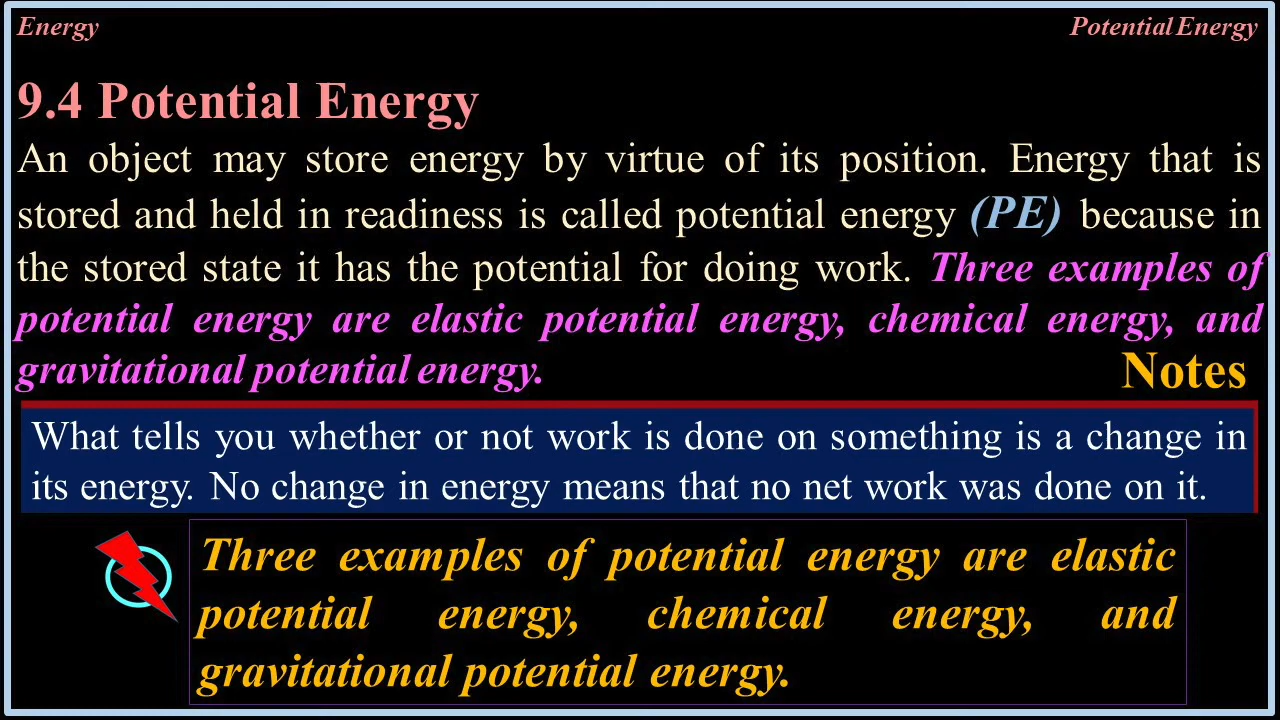 Energy
Potential Energy
9.4 Potential Energy
An object may store energy by virtue of its position. Energy that is
stored and held in readiness is called potential energy (PE) because in
the stored state it has the potential for doing work. Three examples of
potential energy are elastic potential energy, chemical energy, and
gravitational potential energy.
Notes
What tells you whether or not work is done on something is a change in
its energy. No change in energy means that no net work was done on it.
Three examples of potential energy are elastic
potential energy, chemical energy, and
gravitational potential energy.